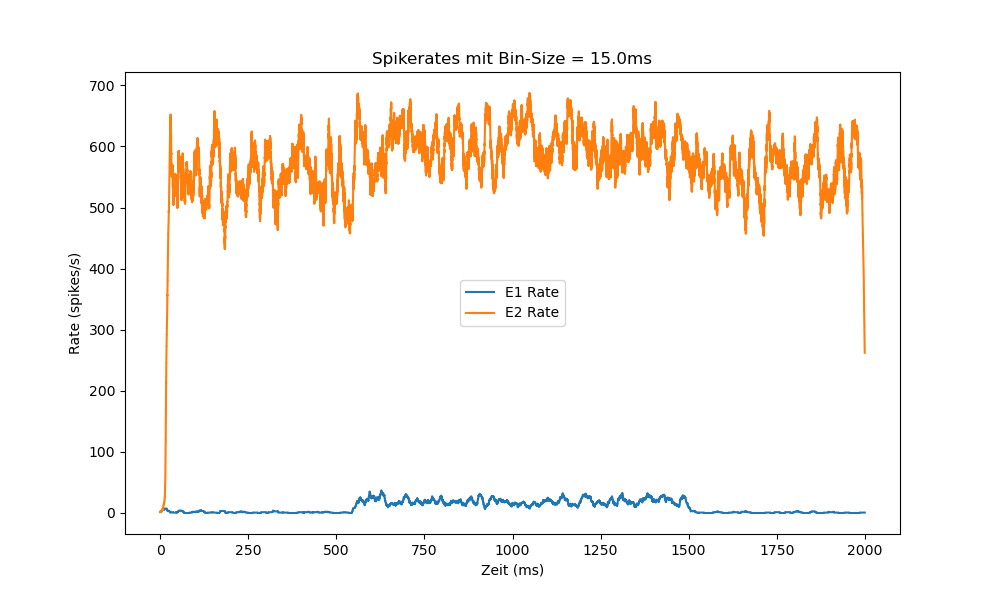 Spikerates mit Bin-Size = 15.0ms
700
600
500
400
300
200
100
0
Rate (spikes/s)
E1 Rate
E2 Rate
0 250 500 750 1000 1250 1500 1750 2000
Zeit (ms)